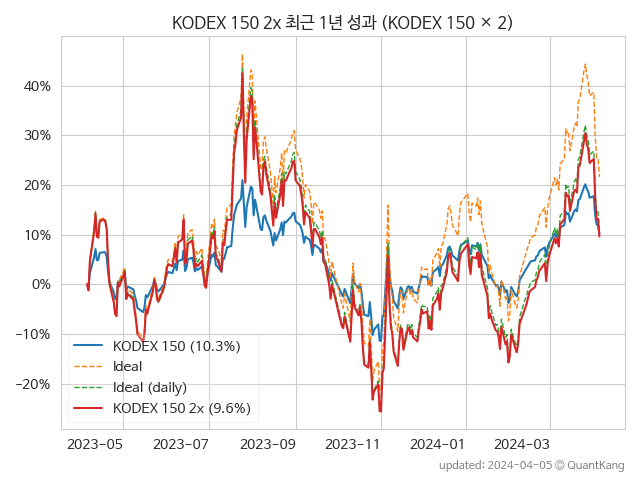 KODEX 150 2x 최근 1년 성과 (KODEX 150 × 2)
40%
30%
20%
10%
0%
−10%
−20%
KODEX 150 (10.3%)
Ideal
Ideal (daily)
KODEX 150 2x (9.6%)
2023−05 2023−07 2023−09 2023−11 2024−01 2024−03
updated: 2024-04-05 © QuantKang